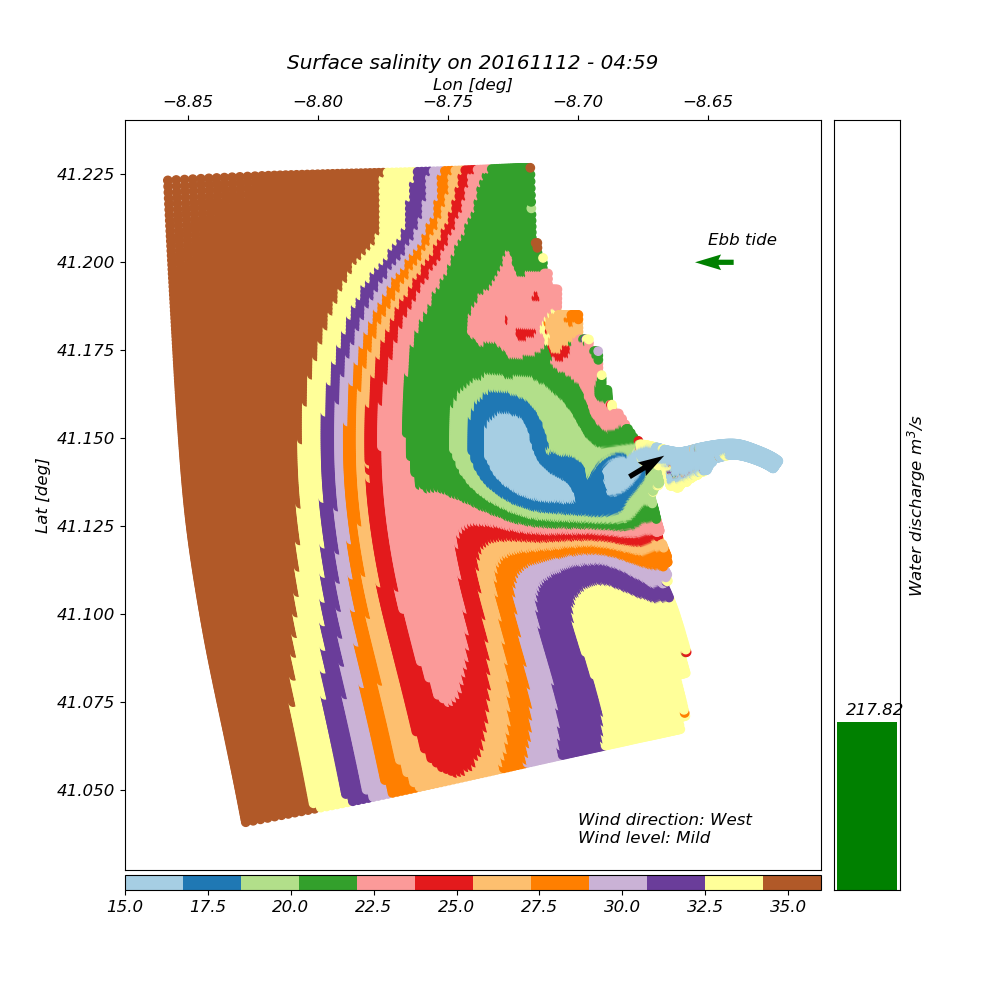 Surface salinity on 20161112 - 04:59
Lon [deg]
−8.85 −8.80 −8.75 −8.70 −8.65
41.225
41.200
41.175
41.150
41.125
41.100
41.075
41.050
Lat [deg]
Ebb tide
Wind direction: West
Wind level: Mild
217.82
Water discharge m³/s
15.0 17.5 20.0 22.5 25.0 27.5 30.0 32.5 35.0